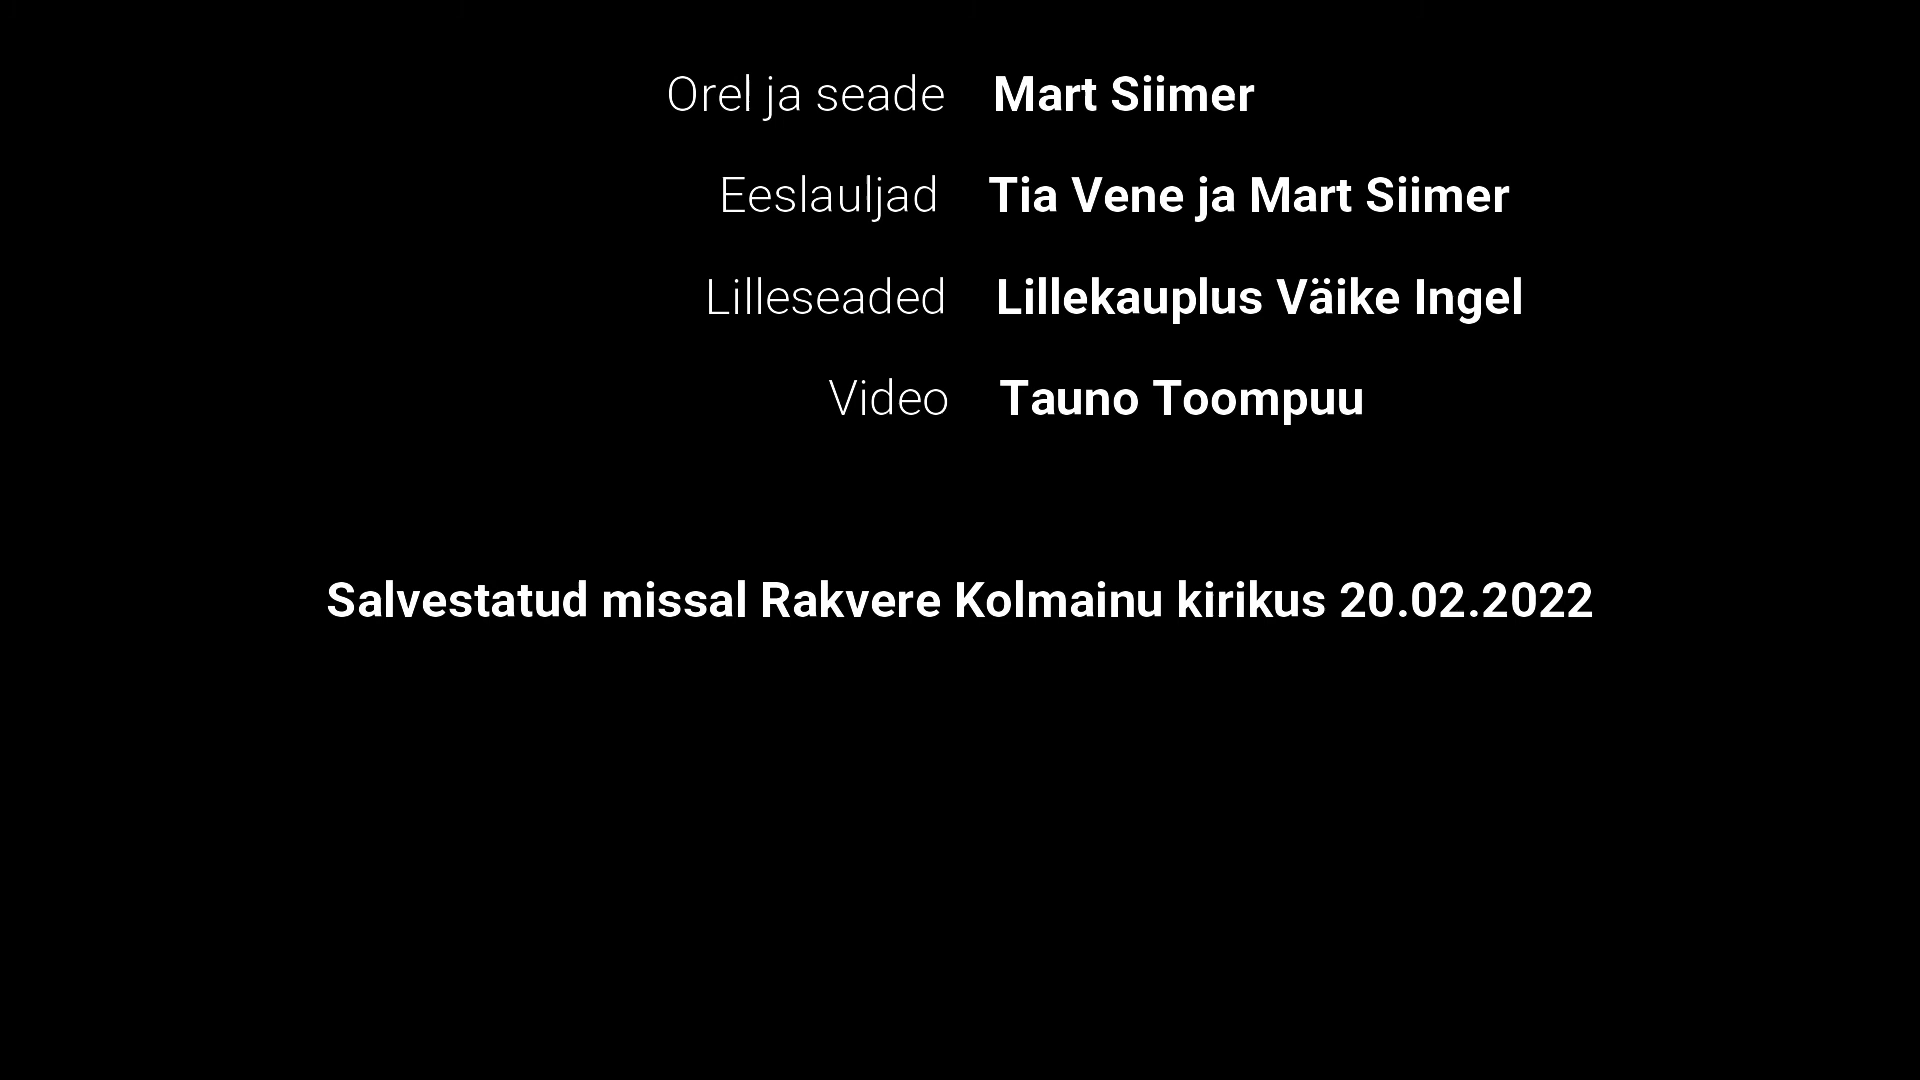 Orel ja seade Mart Siimer
Eeslauljad Tia Vene ja Mart Siimer
Lilleseaded Lillekauplus Väike Ingel
Video Tauno Toompuu
Salvestatud missal Rakvere Kolmainu kirikus 20.02.2022